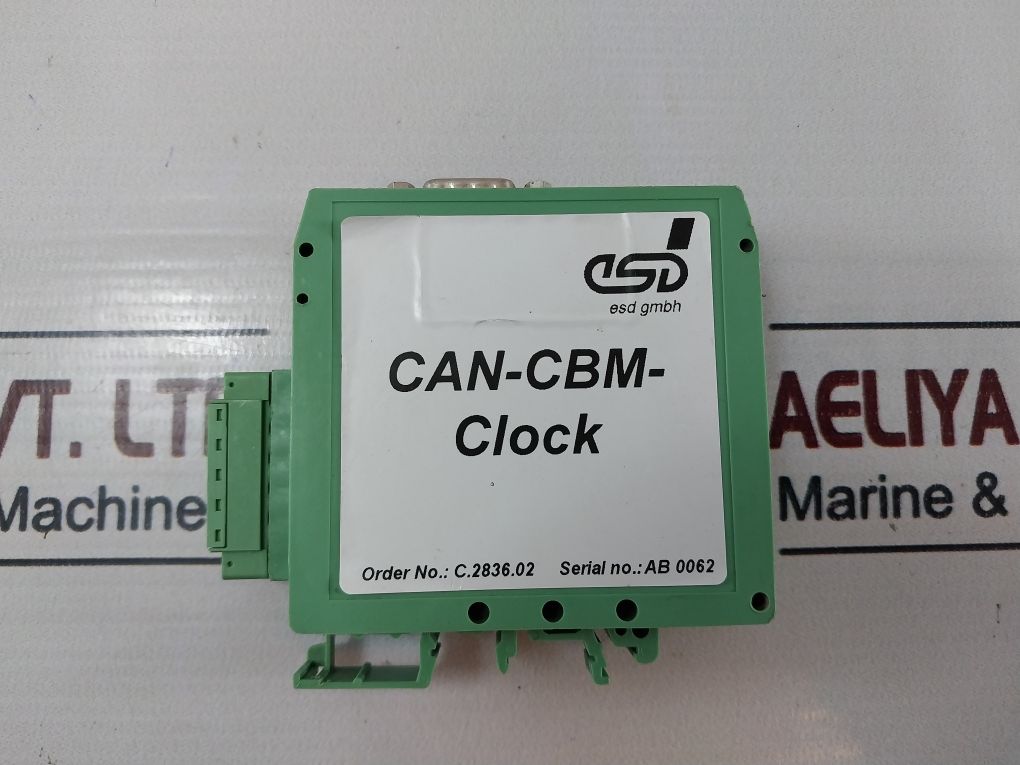 esd
esd gmbh
CAN-CBM-
Clock
Order No.: C.2836.02 Serial no.: AB 0062
VT. LT
Machine
AELIYA
Marine &